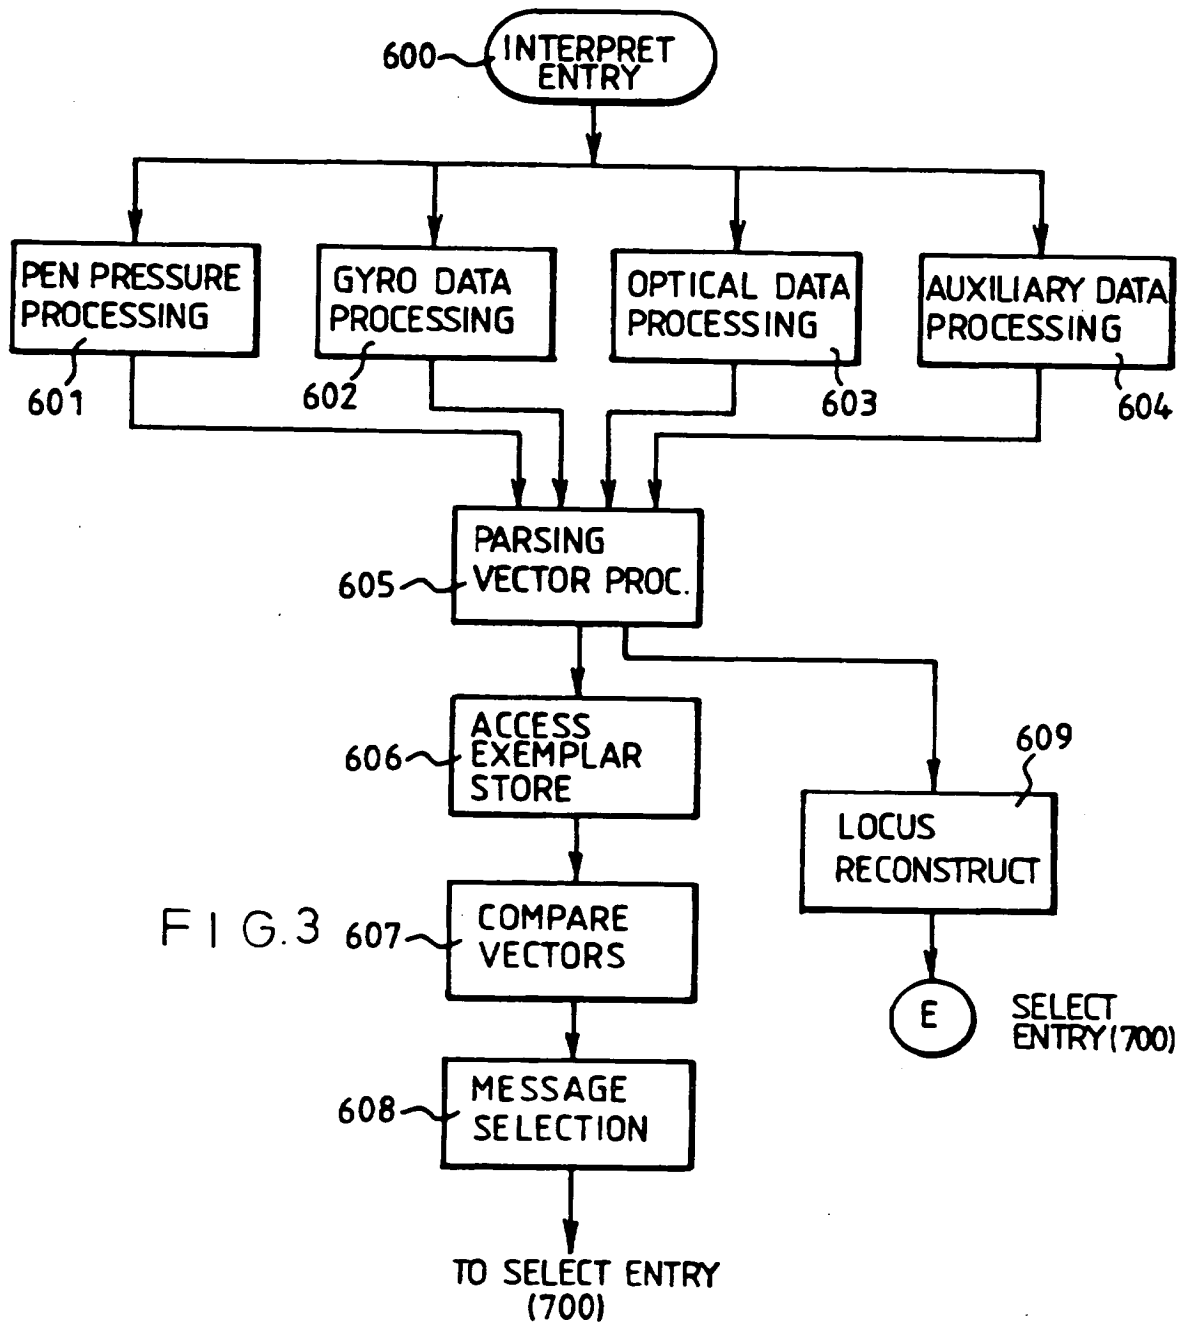 600
INTERPRET
ENTRY
PEN PRESSURE
PROCESSING
601
GYRO DATA
PROCESSING
602
OPTICAL DATA
PROCESSING
603
AUXILIARY DATA
PROCESSING
604
PARSING
VECTOR PROC.
605
ACCESS
EXEMPLAR
STORE
606
609
LOCUS
RECONSTRUCT
FIG.3
607
COMPARE
VECTORS
E
SELECT
ENTRY(700)
608
MESSAGE
SELECTION
TO SELECT ENTRY
(700)